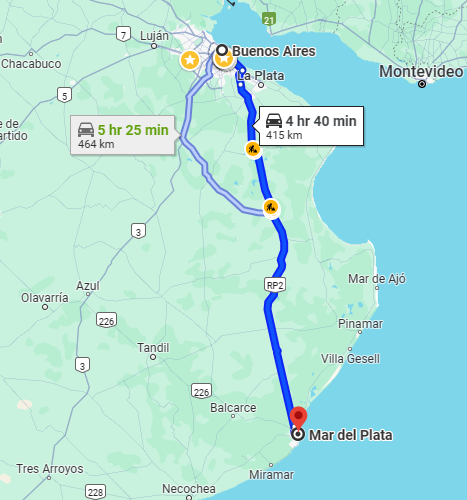 21
7
Luján
Buenos Aires
Chacabuco
La Plata
Montevideo
5
5 hr 25 min
464 km
4 hr 40 min
415 km
e de
artido
3
Mar de Ajó
Azul
RP2
Olavarría
226
Pinamar
Tandil
Villa Gesell
3
226
Balcarce
Mar del Plata
Tres Arroyos
Miramar
228
Necochea